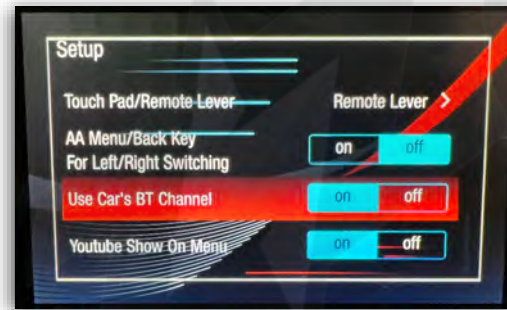 Setup
Touch Pad/Remote Lever Remote Lever >
AA Menu/Back Key
For Left/Right Switching on off
Use Car's BT Channel on off
Youtube Show On Menu on off